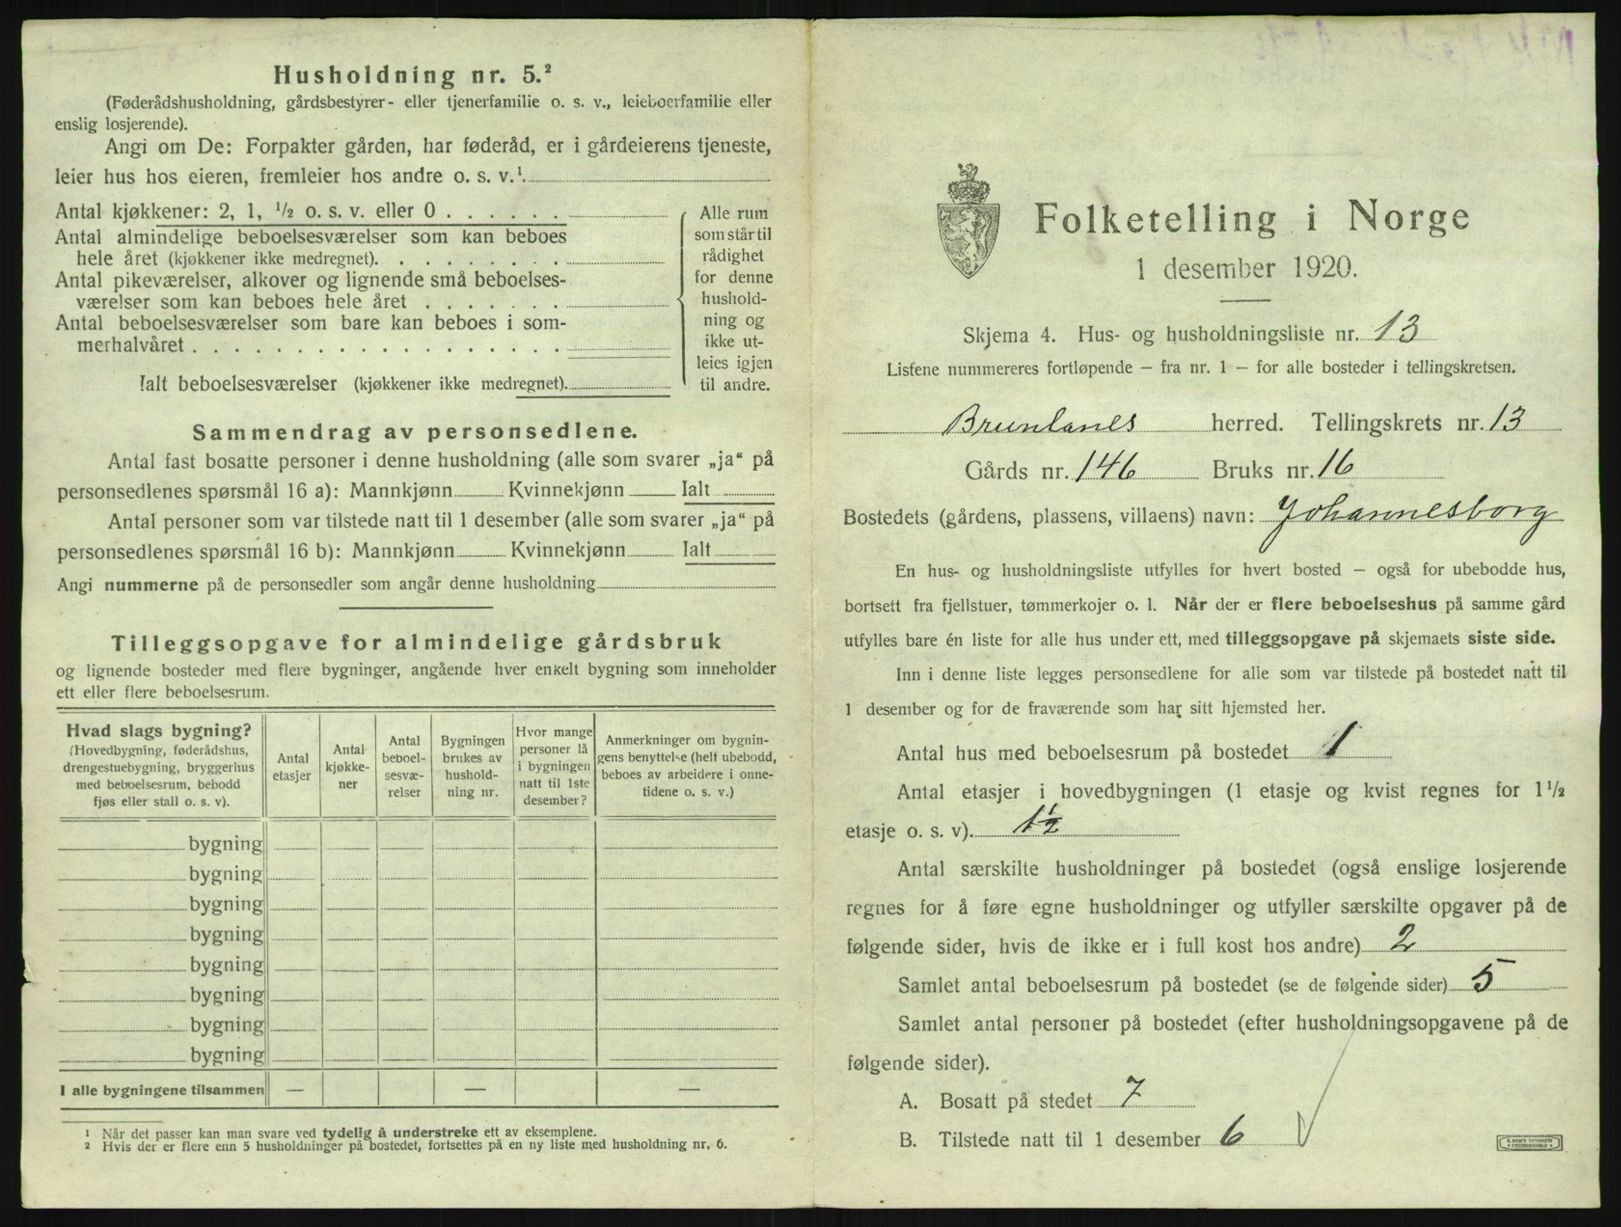 Husholdning nr. 5.²
(Føderådshusholdning, gårdsbestyrer- eller tjenerfamilie o. s. v., leieboerfamilie eller
enslig losjerende).
Angi om De: Forpakter gården, har føderåd, er i gårdeierens tjeneste,
leier hus hos eieren, fremleier hos andre o. s. v.¹
Antal kjøkkener: 2, 1, ½ o. s. v. eller 0
Antal almindelige beboelsesværelser som kan beboes
hele året (kjøkkener ikke medregnet).
Antal pikeværelser, alkover og lignende små beboelses-
værelser som kan beboes hele året
Antal beboelsesværelser som bare kan beboes i som-
merhalvåret
Ialt beboelsesværelser (kjøkkener ikke medregnet).
Alle rum
som står til
rådighet
for denne
hushold-
ning og
ikke ut-
leies igjen
til andre.
Sammendrag av personsedlene.
Antal fast bosatte personer i denne husholdning (alle som svarer „ja“ på
personsedlenes spørsmål 16 a): Mannkjønn Kvinnekjønn Ialt
Antal personer som var tilstede natt til 1 desember (alle som svarer „ja“ på
personsedlenes spørsmål 16 b): Mannkjønn Kvinnekjønn Ialt
Angi nummerne på de personsedler som angår denne husholdning
Tilleggsopgave for almindelige gårdsbruk
og lignende bosteder med flere bygninger, angående hver enkelt bygning som inneholder
ett eller flere beboelsesrum.
Hvad slags bygning?
(Hovedbygning, føderådshus,
drengestuebygning, bryggerhus
med beboelsesrum, bebodd
fjøs eller stall o. s. v).
Antal
etasjer
Antal
kjøkke-
ner
Antal
beboel-
sesvæ-
relser
Bygningen
brukes av
hushold-
ning nr.
Hvor mange
personer lå
i bygningen
natt til 1ste
desember?
Anmerkninger om bygnin-
gens benyttelse (helt ubebodd,
beboes av arbeidere i onne-
tidene o. s. v.)
bygning
bygning
bygning
bygning
bygning
bygning
bygning
bygning
I alle bygningene tilsammen — — —
¹ Når det passer kan man svare ved tydelig å understreke ett av eksemplene.
² Hvis der er flere enn 5 husholdninger på bostedet, fortsettes på en ny liste med husholdning nr. 6.
Folketelling i Norge
1 desember 1920.
Skjema 4. Hus- og husholdningsliste nr. 13
Listene nummereres fortløpende — fra nr. 1 — for alle bosteder i tellingskretsen.
Brunlanes herred. Tellingskrets nr. 13
Gårds nr. 146 Bruks nr. 16
Bostedets (gårdens, plassens, villaens) navn: Johannesborg
En hus- og husholdningsliste utfylles for hvert bosted — også for ubebodde hus,
bortsett fra fjellstuer, tømmerkojer o. l. Når der er flere beboelseshus på samme gård
utfylles bare én liste for alle hus under ett, med tilleggsopgave på skjemaets siste side.
Inn i denne liste legges personsedlene for alle som var tilstede på bostedet natt til
1 desember og for de fraværende som har sitt hjemsted her.
Antal hus med beboelsesrum på bostedet 1
Antal etasjer i hovedbygningen (1 etasje og kvist regnes for 1½
etasje o. s. v). 1½
Antal særskilte husholdninger på bostedet (også enslige losjerende
regnes for å føre egne husholdninger og utfyller særskilte opgaver på de
følgende sider, hvis de ikke er i full kost hos andre) 2
Samlet antal beboelsesrum på bostedet (se de følgende sider) 5
Samlet antal personer på bostedet (efter husholdningsopgavene på de
følgende sider).
A. Bosatt på stedet 7
B. Tilstede natt til 1 desember 6